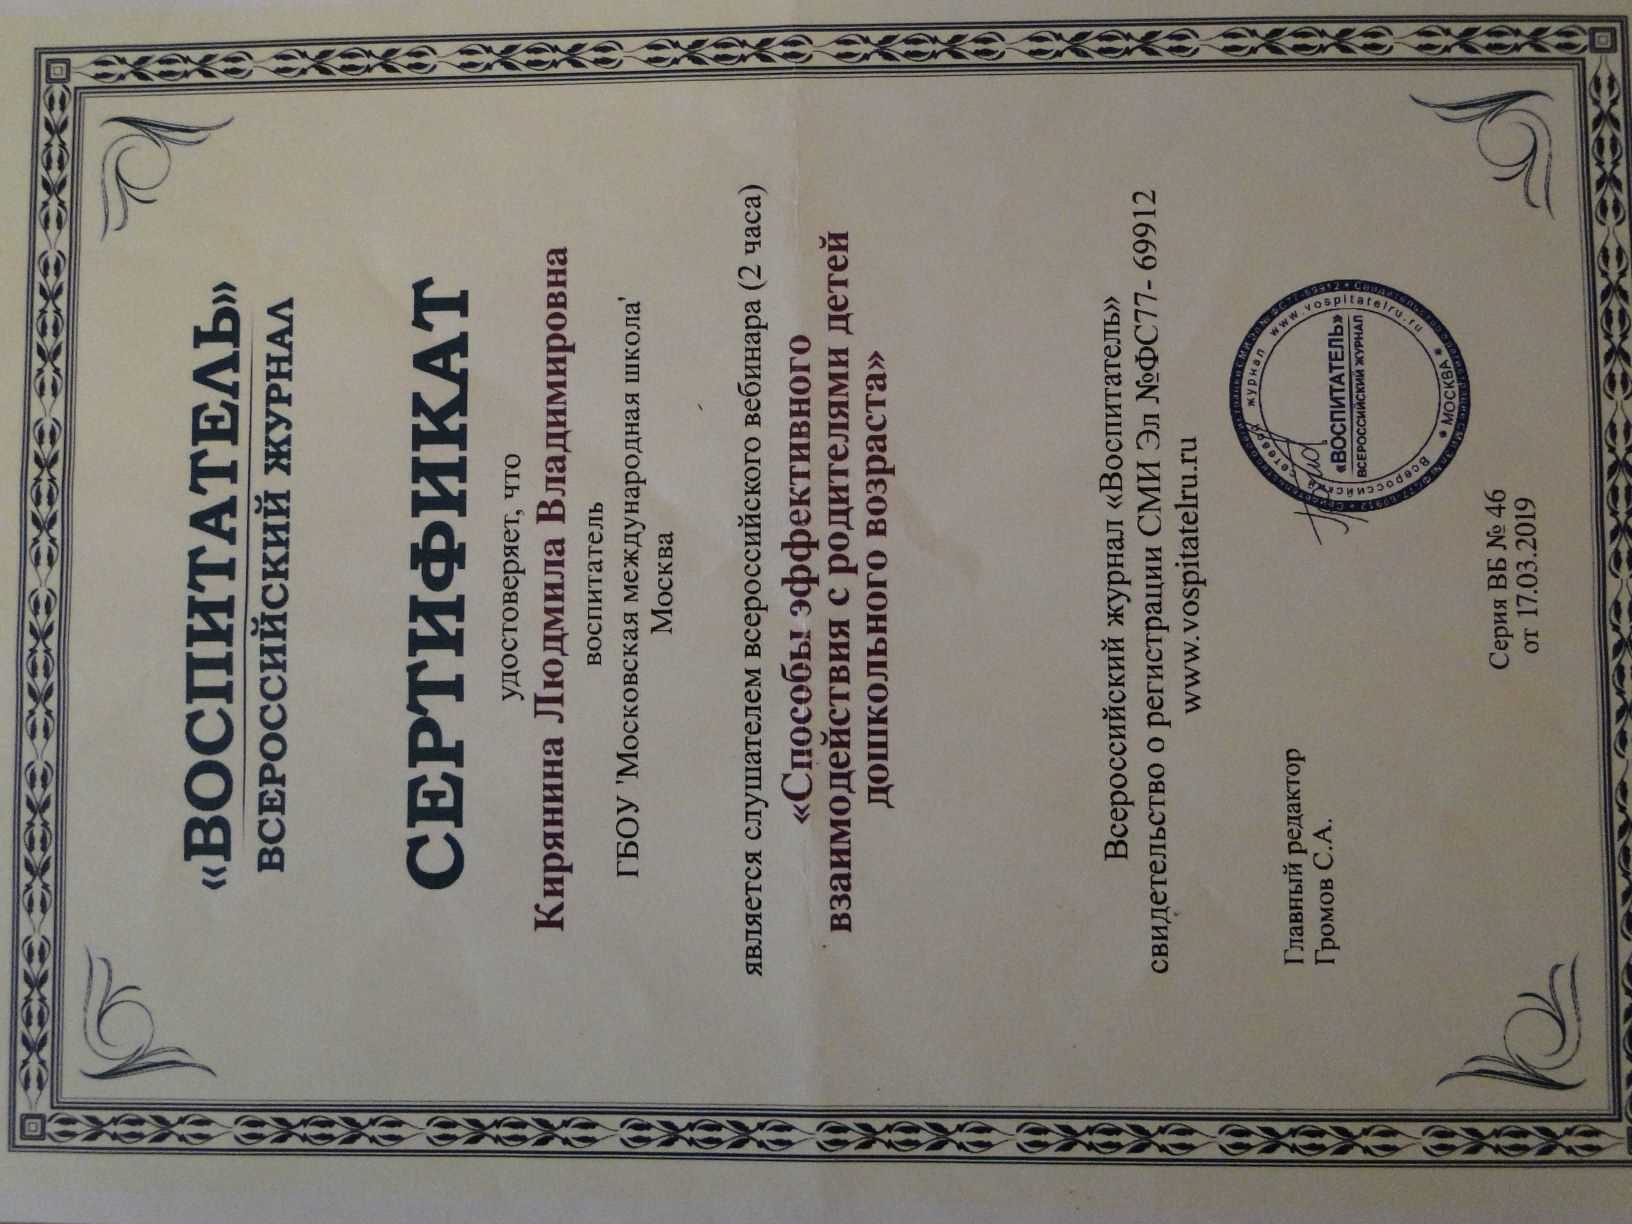 «ВОСПИТАТЕЛЬ»
ВСЕРОССИЙСКИЙ ЖУРНАЛ
СЕРТИФИКАТ
удостоверяет, что
Кирянина Людмила Владимировна
воспитатель
ГБОУ 'Московская международная школа'
Москва
является слушателем всероссийского вебинара (2 часа)
«Способы эффективного
взаимодействия с родителями детей
дошкольного возраста»
Всероссийский журнал «Воспитатель»
свидетельство о регистрации СМИ Эл №ФС77- 69912
www.vospitatelru.ru
Главный редактор
Громов С.А.
Всероссийский
журнал www.vospitatelru.ru
«ВОСПИТАТЕЛЬ»
ВСЕРОССИЙСКИЙ ЖУРНАЛ
МОСКВА
Серия ВБ № 46
от 17.03.2019